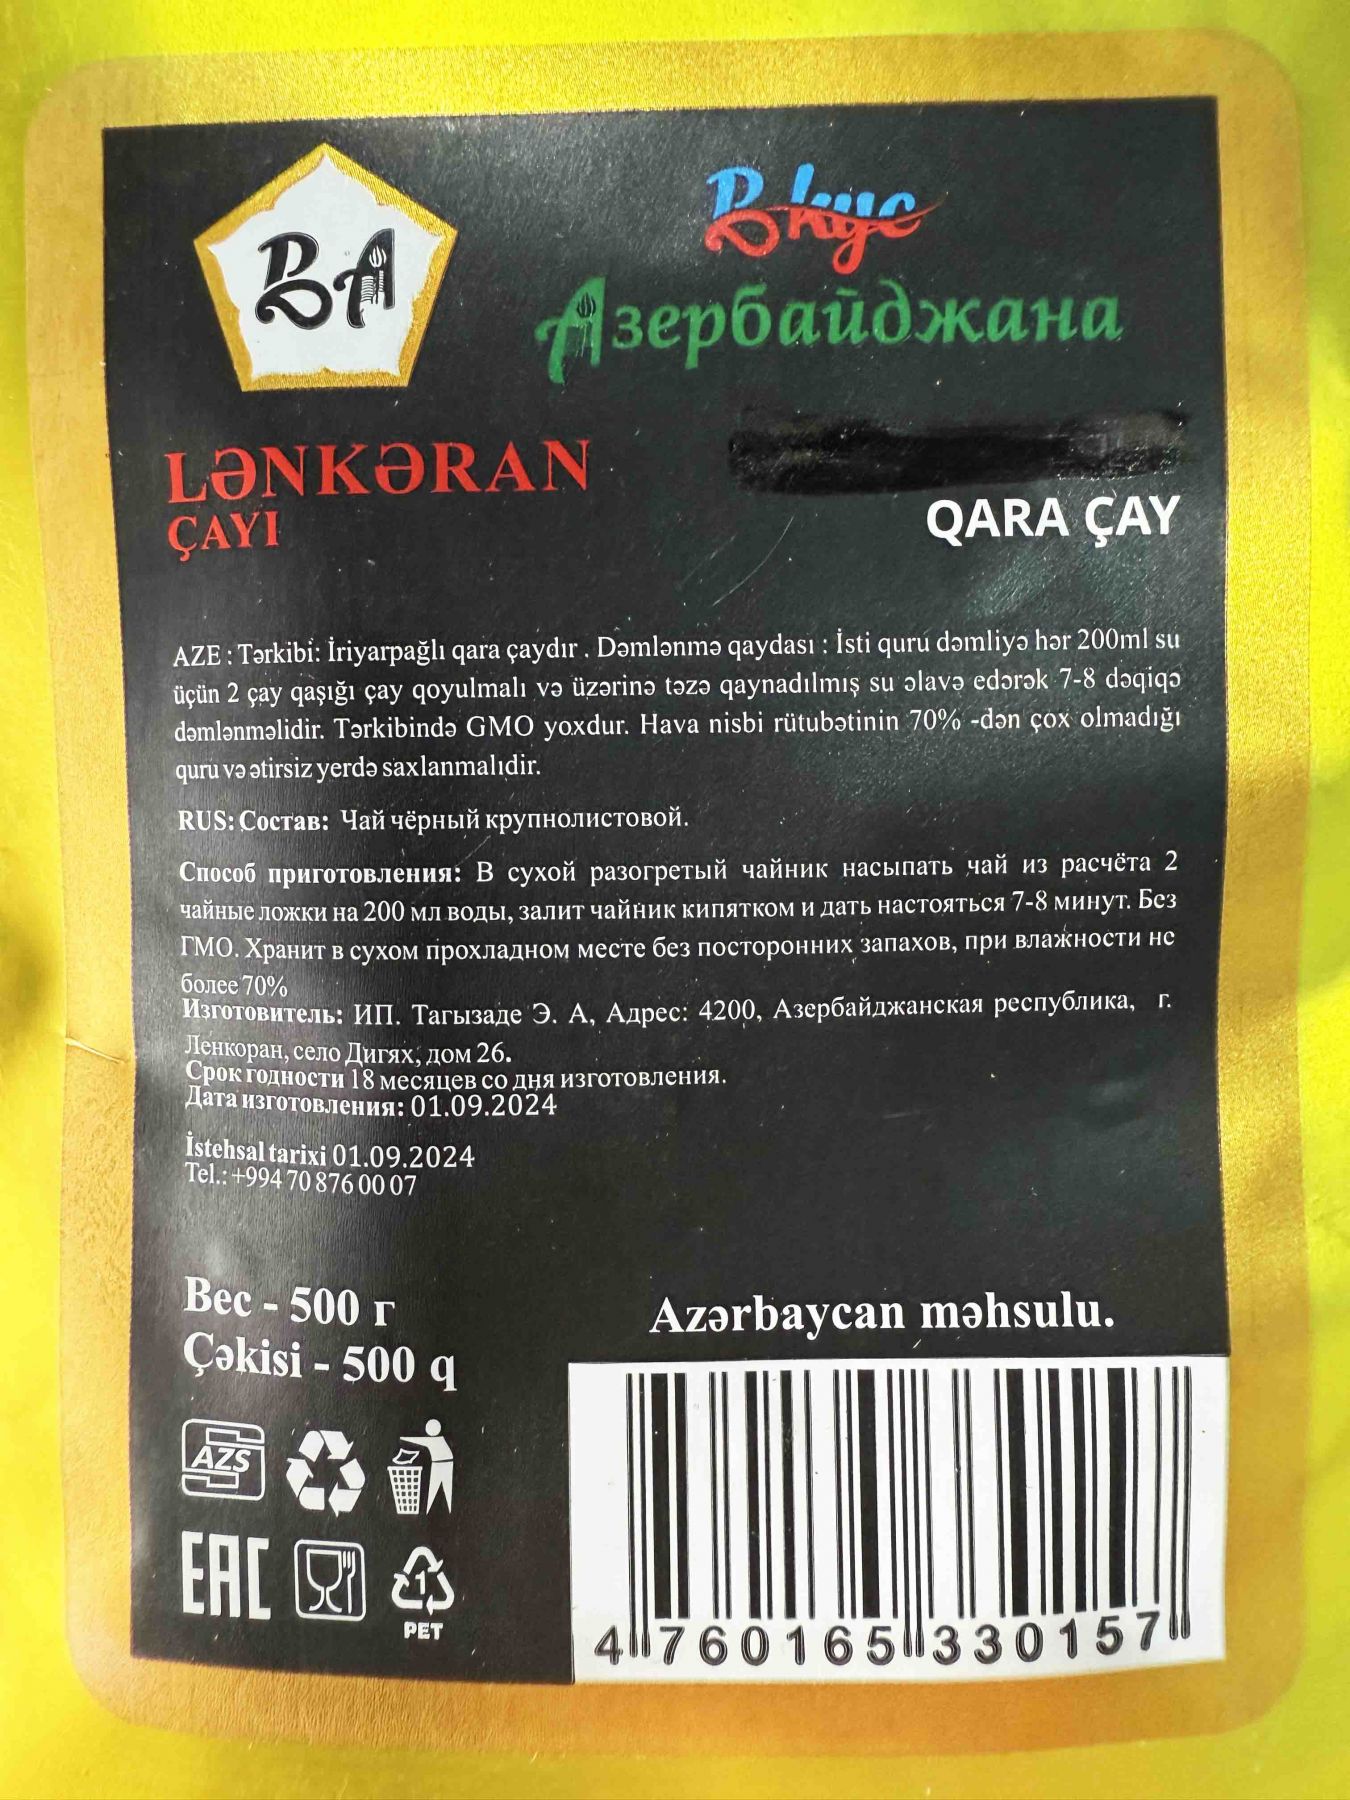 BA
Вкус
Азербайджана
LƏNKƏRAN
ÇAYI
QARA ÇAY
AZE : Tərkibi: İriyarpağlı qara çaydır . Dəmlənmə qaydası : İsti quru dəmliyə hər 200ml su
üçün 2 çay qaşığı çay qoyulmalı və üzərinə təzə qaynadılmış su əlavə edərək 7-8 dəqiqə
dəmlənməlidir. Tərkibində GMO yoxdur. Hava nisbi rütubətinin 70% -dən çox olmadığı
quru və ətirsiz yerdə saxlanmalıdir.
RUS: Состав: Чай чёрный крупнолистовой.
Способ приготовления: В сухой разогретый чайник насыпать чай из расчёта 2
чайные ложки на 200 мл воды, залит чайник кипятком и дать настояться 7-8 минут. Без
ГМО. Хранит в сухом прохладном месте без посторонних запахов, при влажности не
более 70%
Изготовитель: ИП. Тагызаде Э. А, Адрес: 4200, Азербайджанская республика, г.
Ленкоран, село Дигях, дом 26.
Срок годности 18 месяцев со дня изготовления.
Дата изготовления: 01.09.2024
İstehsal tarixi 01.09.2024
Tel.: +994 70 876 00 07
Вес - 500 г
Çəkisi - 500 q
Azərbaycan məhsulu.
AZS
EAC
1
PET
4 760165 330157